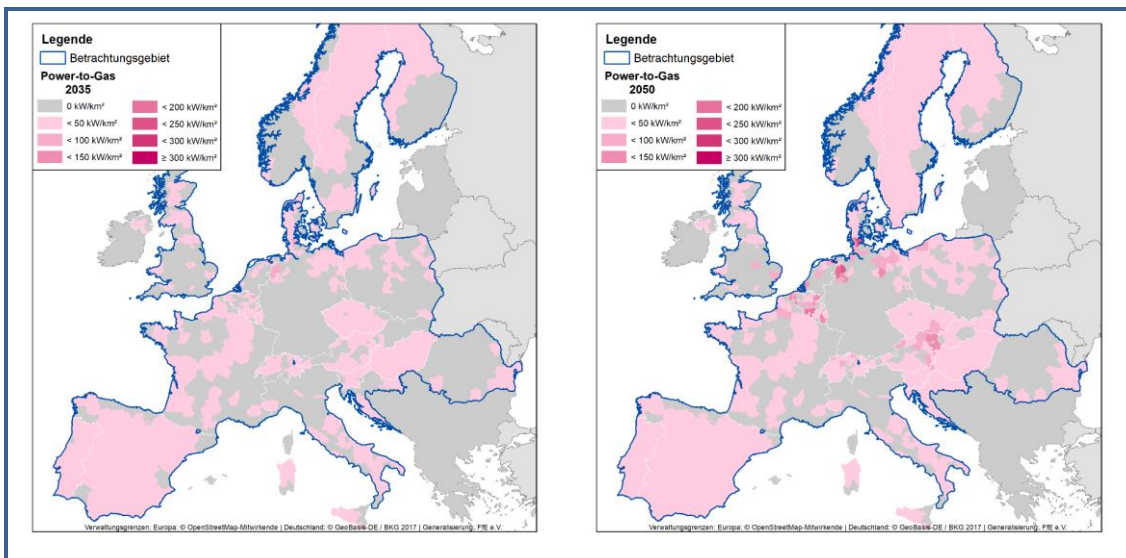 Legende
Betrachtungsgebiet
Power-to-Gas
2035
0 kW/km²
< 50 kW/km²
< 100 kW/km²
< 150 kW/km²
< 200 kW/km²
< 250 kW/km²
< 300 kW/km²
≥ 300 kW/km²
Verwaltungsgrenzen: Europa: © OpenStreetMap-Mitwirkende | Deutschland: © GeoBasis-DE / BKG 2017 | Generalisierung: FfE e.V.
Legende
Betrachtungsgebiet
Power-to-Gas
2050
0 kW/km²
< 50 kW/km²
< 100 kW/km²
< 150 kW/km²
< 200 kW/km²
< 250 kW/km²
< 300 kW/km²
≥ 300 kW/km²
Verwaltungsgrenzen: Europa: © OpenStreetMap-Mitwirkende | Deutschland: © GeoBasis-DE / BKG 2017 | Generalisierung: FfE e.V.